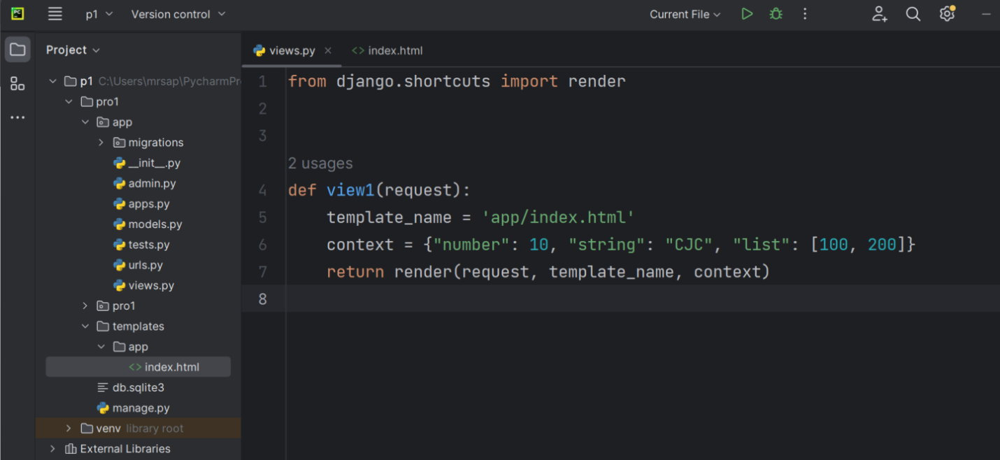 PC
p1
Version control
Current File
Project
views.py
index.html
p1 C:\Users\mrsap\PycharmPr
pro1
app
migrations
__init__.py
admin.py
apps.py
models.py
tests.py
urls.py
views.py
pro1
templates
app
index.html
db.sqlite3
manage.py
venv library root
External Libraries
1 from django.shortcuts import render
2
3
2 usages
4 def view1(request):
5 template_name = 'app/index.html'
6 context = {"number": 10, "string": "CJC", "list": [100, 200]}
7 return render(request, template_name, context)
8